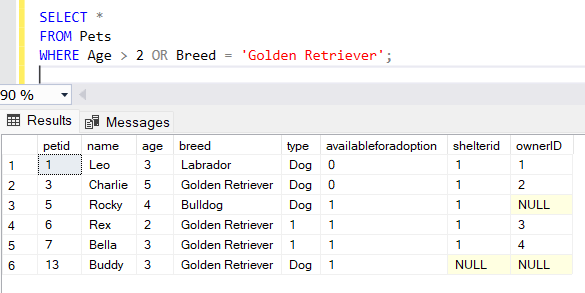 SELECT *
FROM Pets
WHERE Age > 2 OR Breed = 'Golden Retriever';
90 %
Results Messages
petid name age breed type availableforadoption shelterid ownerID
1 1 Leo 3 Labrador Dog 0 1 1
2 3 Charlie 5 Golden Retriever Dog 0 1 2
3 5 Rocky 4 Bulldog Dog 1 1 NULL
4 6 Rex 2 Golden Retriever 1 1 1 3
5 7 Bella 3 Golden Retriever 1 1 1 4
6 13 Buddy 3 Golden Retriever Dog 1 NULL NULL